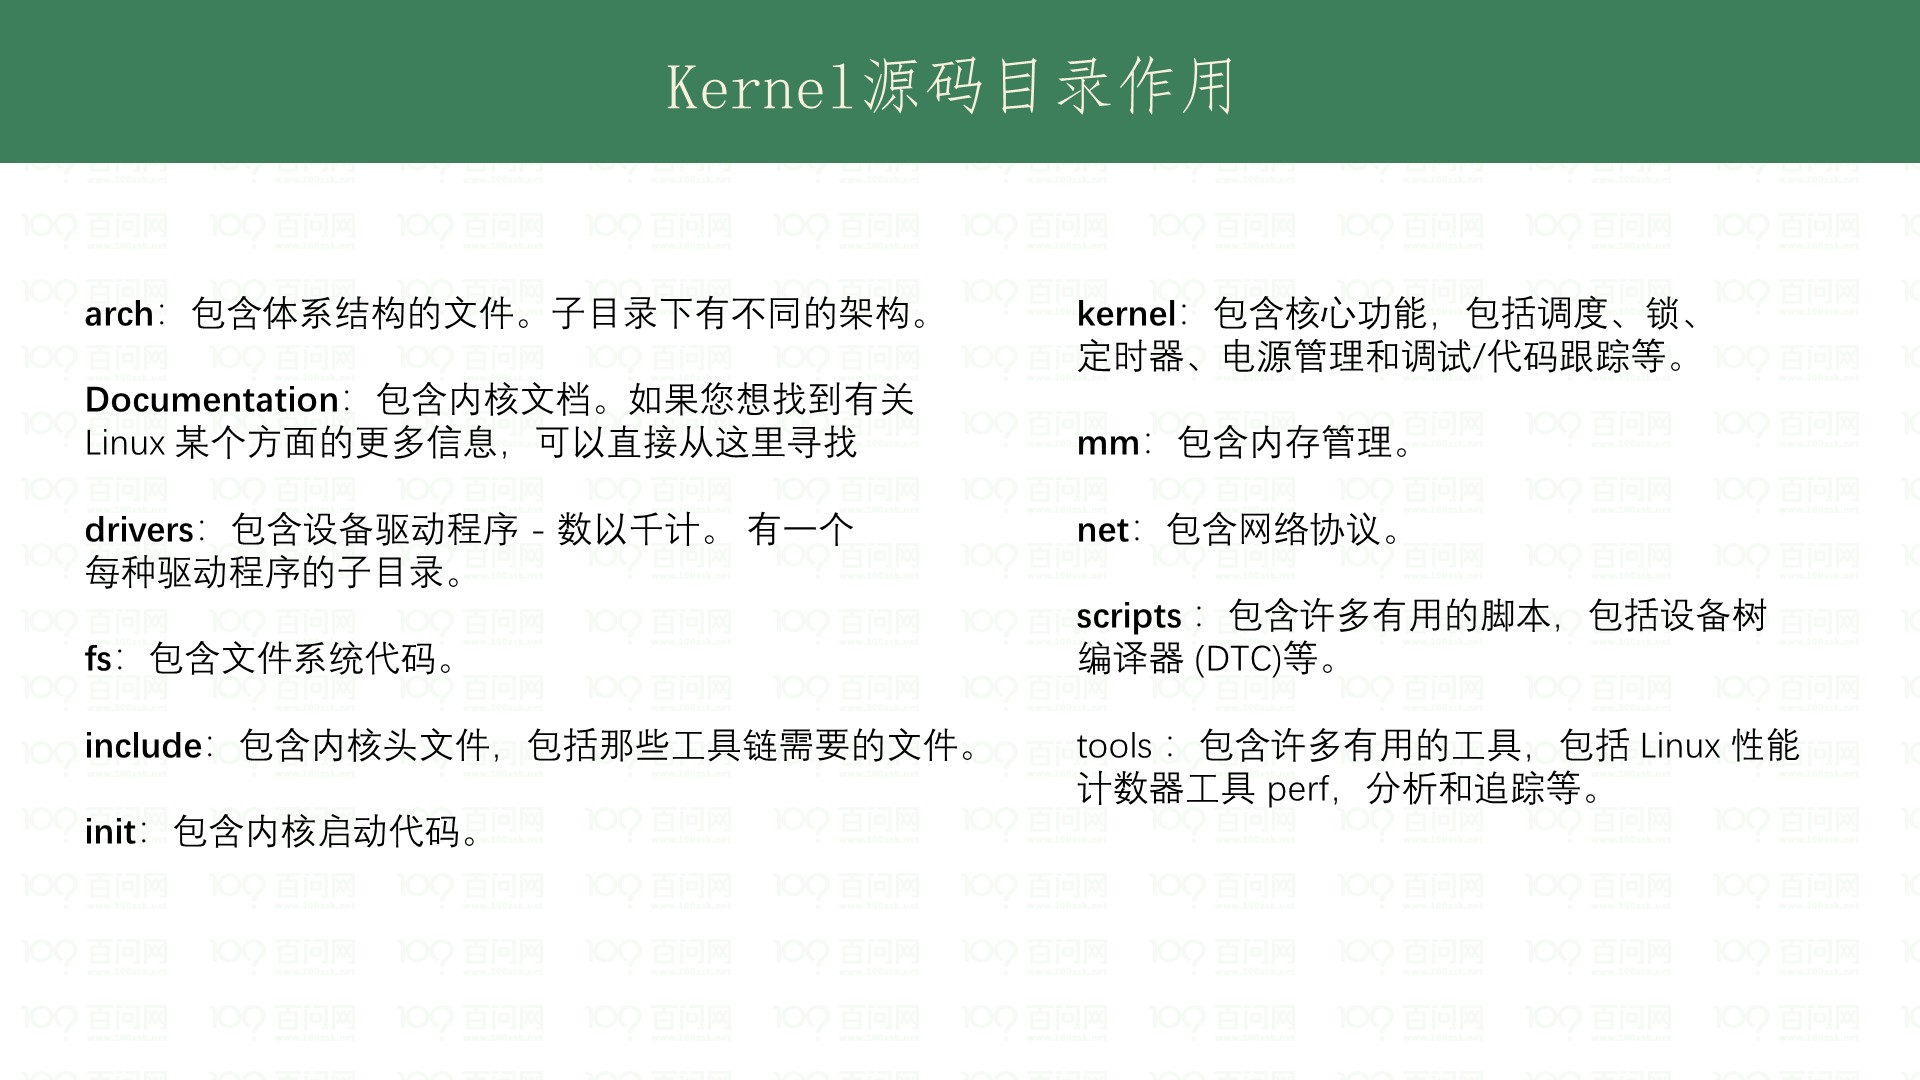 Kernel源码目录作用
arch：包含体系结构的文件。子目录下有不同的架构。
Documentation：包含内核文档。如果您想找到有关
Linux 某个方面的更多信息，可以直接从这里寻找
drivers：包含设备驱动程序 - 数以千计。 有一个
每种驱动程序的子目录。
fs：包含文件系统代码。
include：包含内核头文件，包括那些工具链需要的文件。
init：包含内核启动代码。
kernel：包含核心功能，包括调度、锁、
定时器、电源管理和调试/代码跟踪等。
mm：包含内存管理。
net：包含网络协议。
scripts：包含许多有用的脚本，包括设备树
编译器 (DTC)等。
tools：包含许多有用的工具，包括 Linux 性能
计数器工具 perf，分析和追踪等。
百问网
www.100ask.net